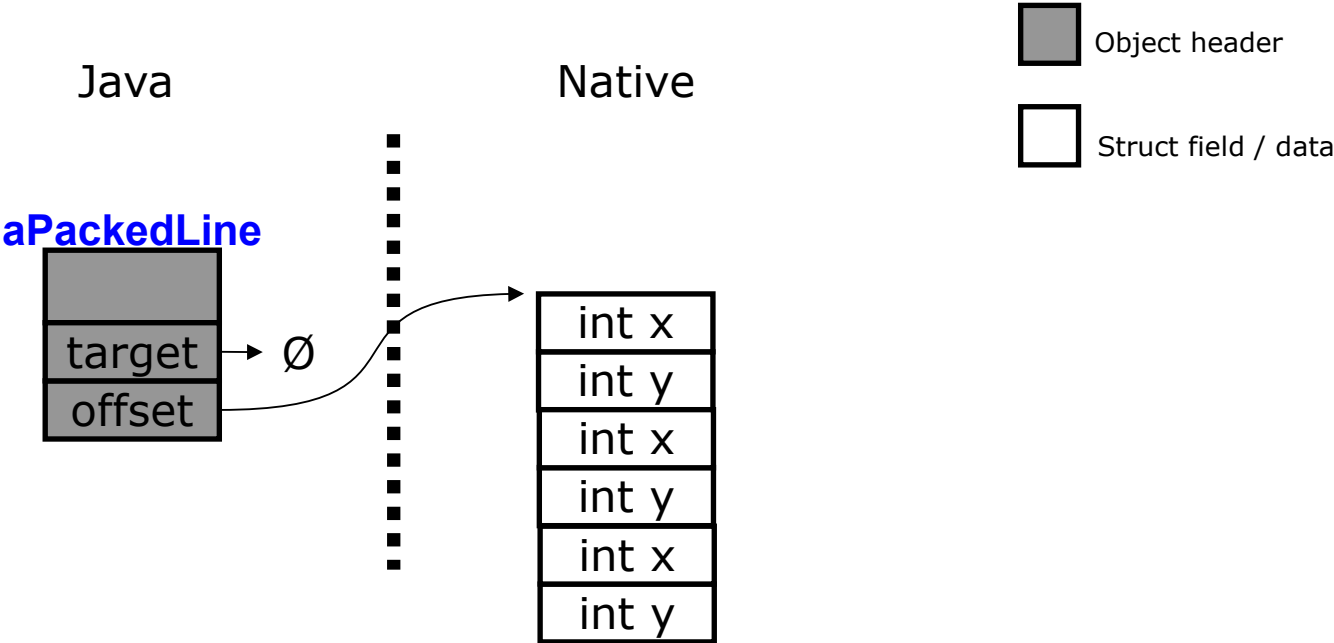 Java
Native
Object header
Struct field / data
aPackedLine
target
Ø
offset
int x
int y
int x
int y
int x
int y